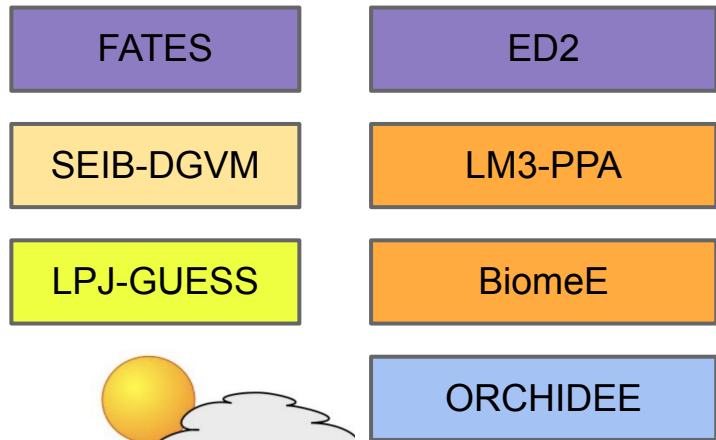 FATES
ED2
SEIB-DGVM
LM3-PPA
LPJ-GUESS
BiomeE
ORCHIDEE